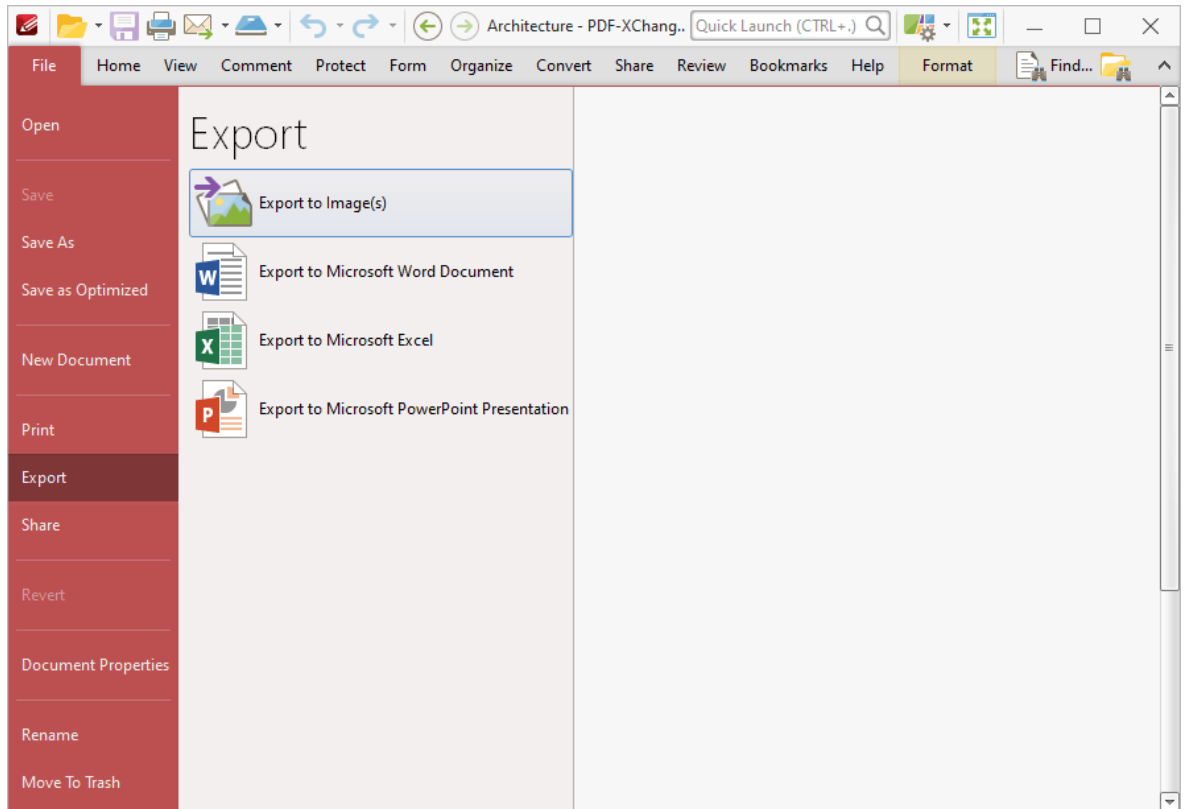 Architecture - PDF-XChang.. Quick Launch (CTRL+.)
File Home View Comment Protect Form Organize Convert Share Review Bookmarks Help Format Find...
Open
Save
Save As
Save as Optimized
New Document
Print
Export
Share
Revert
Document Properties
Rename
Move To Trash
Export
Export to Image(s)
W Export to Microsoft Word Document
X Export to Microsoft Excel
P Export to Microsoft PowerPoint Presentation